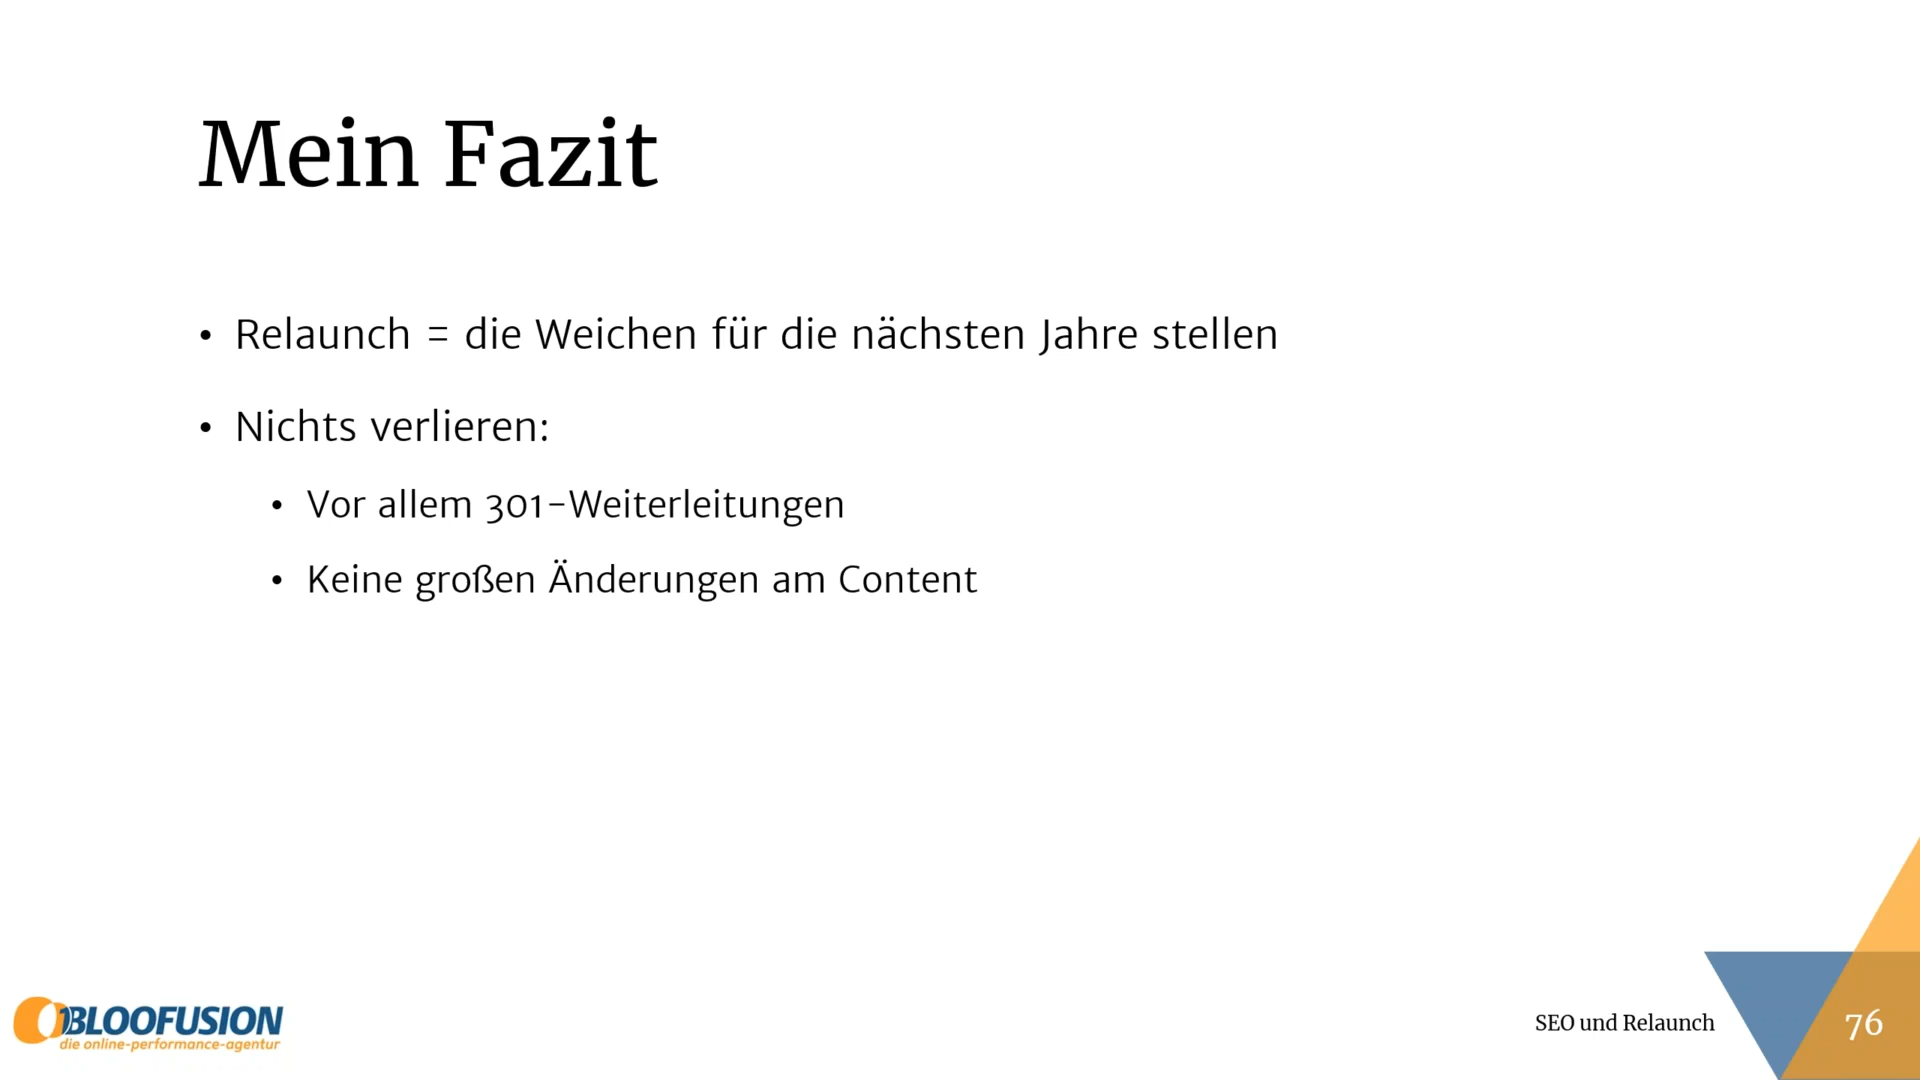 Mein Fazit
• Relaunch = die Weichen für die nächsten Jahre stellen
• Nichts verlieren:
• Vor allem 301-Weiterleitungen
• Keine großen Änderungen am Content
BLOOFUSION
die online-performance-agentur
SEO und Relaunch
76